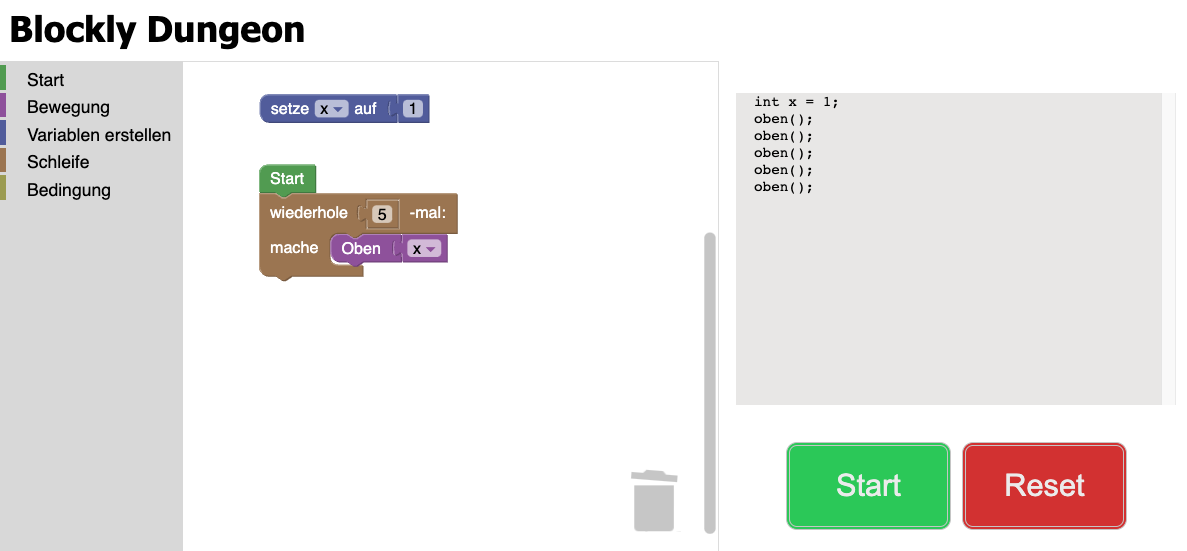 Blockly Dungeon
Start
Bewegung
Variablen erstellen
Schleife
Bedingung
setze x auf 1
Start
wiederhole 5 -mal:
mache Oben x
int x = 1;
oben();
oben();
oben();
oben();
oben();
Start
Reset